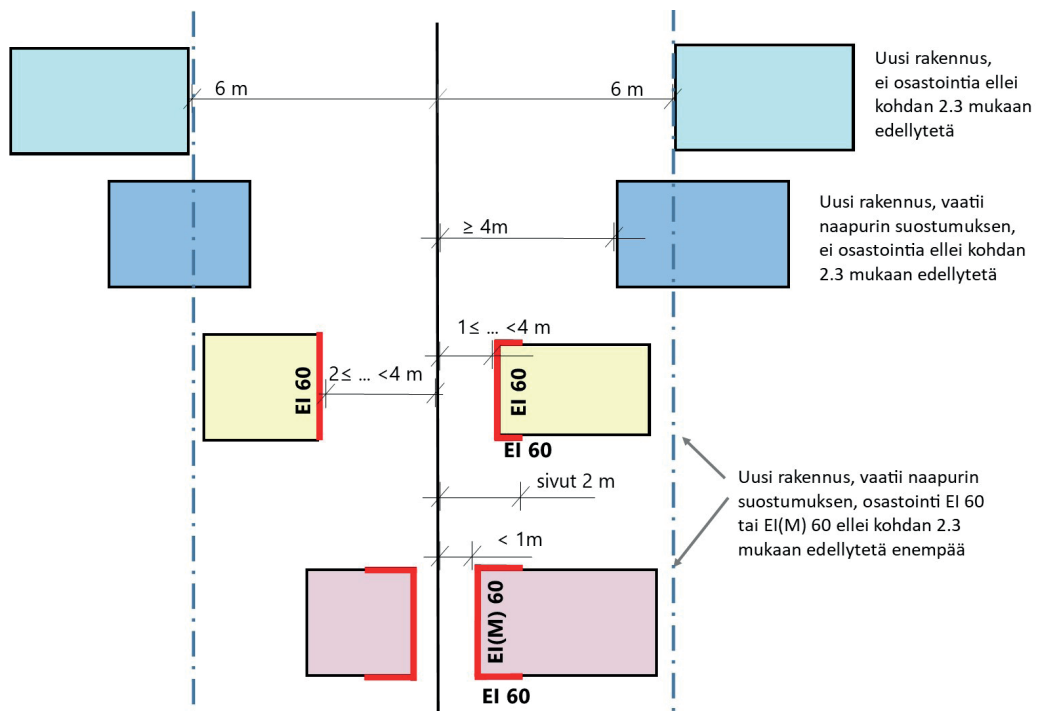 6 m
6 m
Uusi rakennus,
ei osastointia ellei
kohdan 2.3 mukaan
edellytetä
≥ 4m
Uusi rakennus, vaatii
naapurin suostumuksen,
ei osastointia ellei kohdan
2.3 mukaan edellytetä
1≤ ... <4 m
2≤ ... <4 m
EI 60
EI 60
EI 60
sivut 2 m
Uusi rakennus, vaatii naapurin
suostumuksen, osastointi EI 60
tai EI(M) 60 ellei kohdan 2.3
mukaan edellytetä enempää
< 1m
EI(M) 60
EI 60